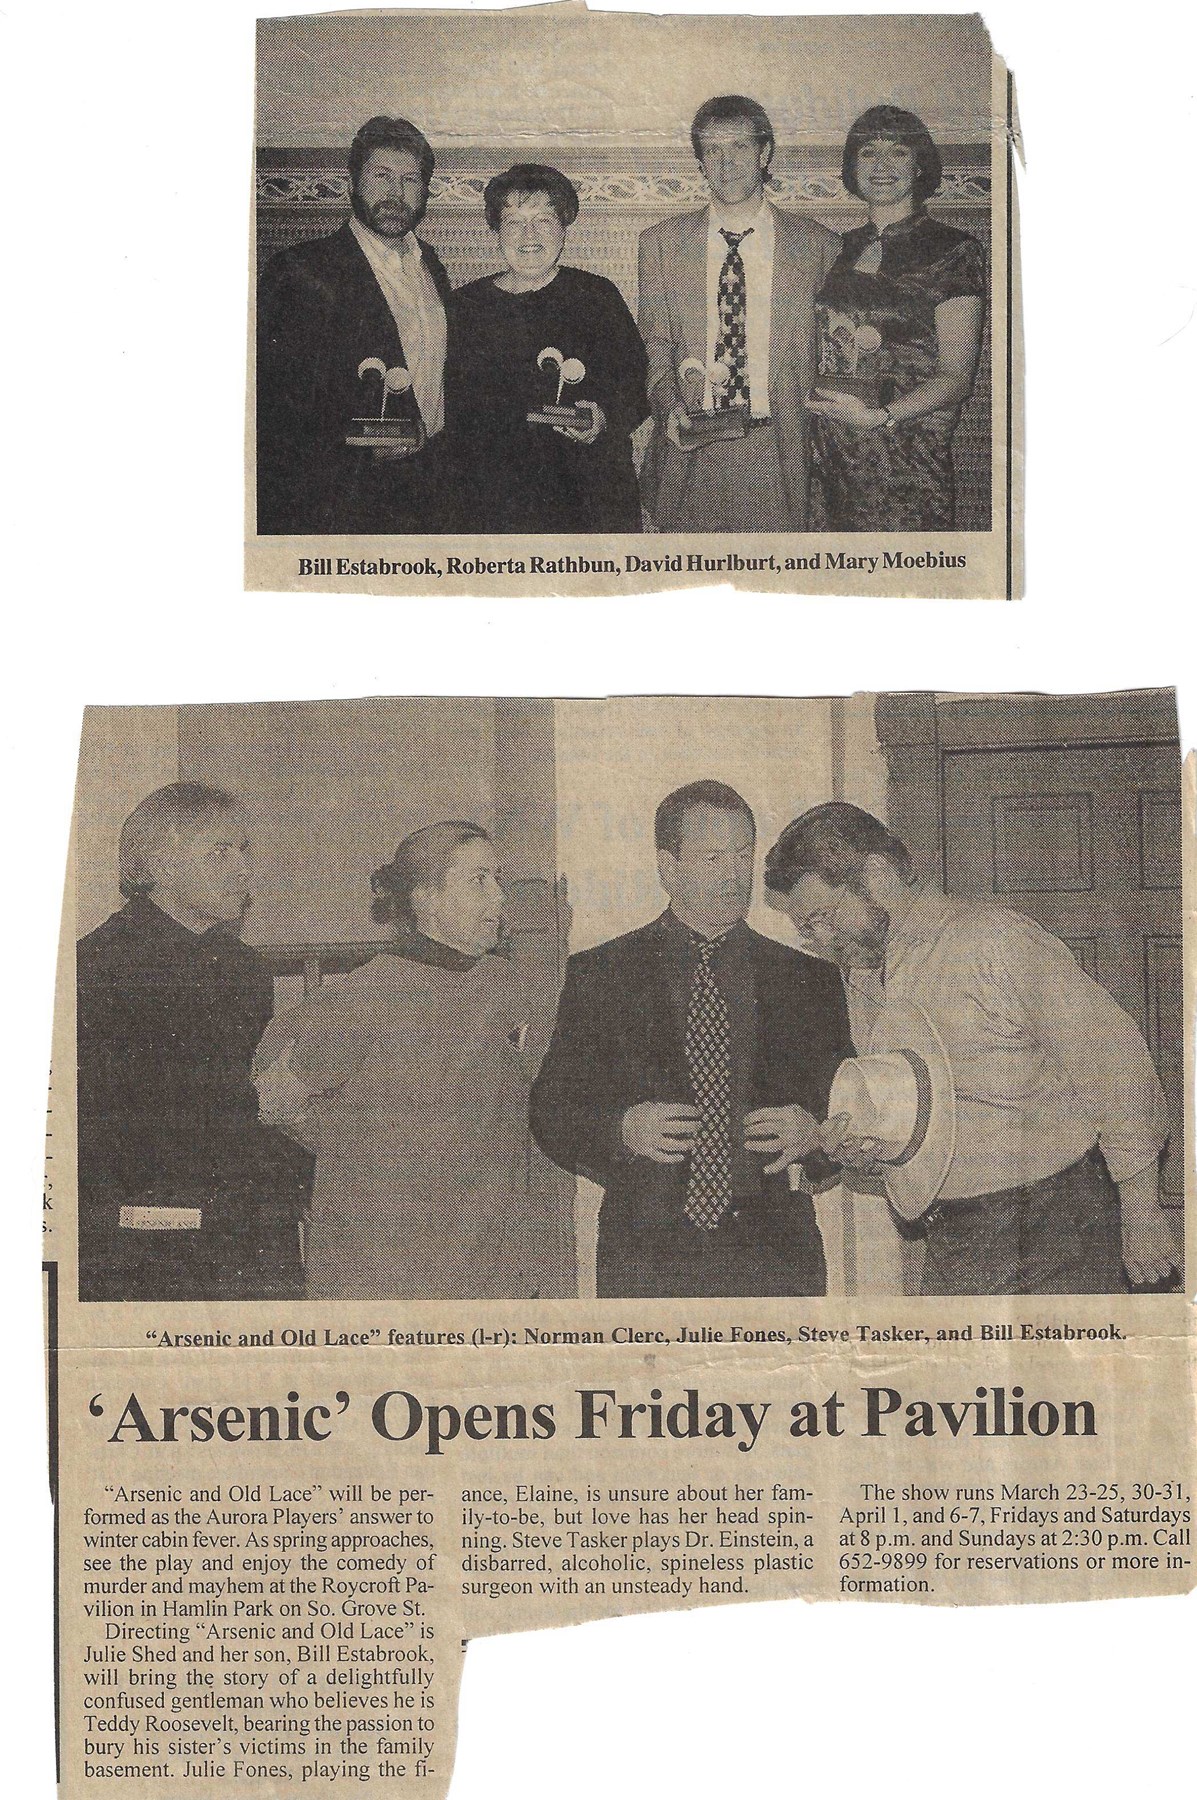 Bill Estabrook, Roberta Rathbun, David Hurlburt, and Mary Moebius
k
s.
“Arsenic and Old Lace” features (l-r): Norman Clerc, Julie Fones, Steve Tasker, and Bill Estabrook.
‘Arsenic’ Opens Friday at Pavilion
“Arsenic and Old Lace” will be per-
formed as the Aurora Players’ answer to
winter cabin fever. As spring approaches,
see the play and enjoy the comedy of
murder and mayhem at the Roycroft Pa-
vilion in Hamlin Park on So. Grove St.
Directing “Arsenic and Old Lace” is
Julie Shed and her son, Bill Estabrook,
will bring the story of a delightfully
confused gentleman who believes he is
Teddy Roosevelt, bearing the passion to
bury his sister’s victims in the family
basement. Julie Fones, playing the fi-
ance, Elaine, is unsure about her fam-
ily-to-be, but love has her head spin-
ning. Steve Tasker plays Dr. Einstein, a
disbarred, alcoholic, spineless plastic
surgeon with an unsteady hand.
The show runs March 23-25, 30-31,
April 1, and 6-7, Fridays and Saturdays
at 8 p.m. and Sundays at 2:30 p.m. Call
652-9899 for reservations or more in-
formation.